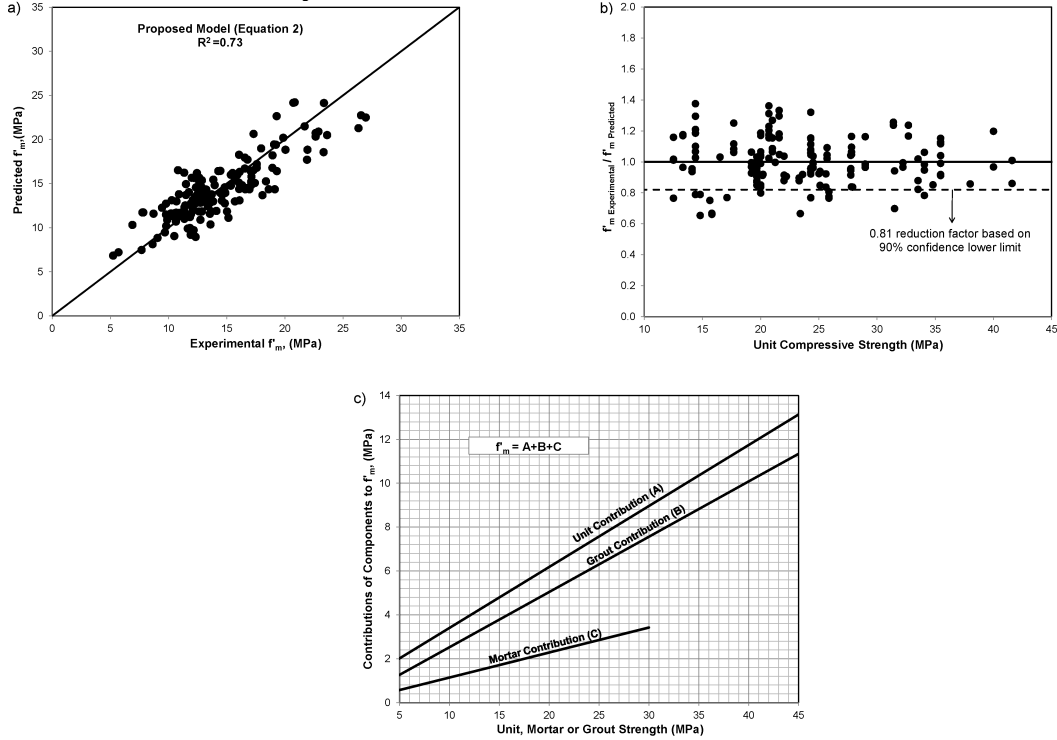 a)
Proposed Model (Equation 2)
R²=0.73
Predicted f'm,(MPa)
35
30
25
20
15
10
5
0
0 5 10 15 20 25 30 35
Experimental f'm, (MPa)
b)
f'm Experimental / f'm Predicted
2.0
1.8
1.6
1.4
1.2
1.0
0.8
0.6
0.4
0.2
0.0
0.81 reduction factor based on
90% confidence lower limit
10 15 20 25 30 35 40 45
Unit Compressive Strength (MPa)
c)
Contributions of Components to f'm, (MPa)
14
12
10
8
6
4
2
0
f'm = A+B+C
Unit Contribution (A)
Grout Contribution (B)
Mortar Contribution (C)
5 10 15 20 25 30 35 40 45
Unit, Mortar or Grout Strength (MPa)